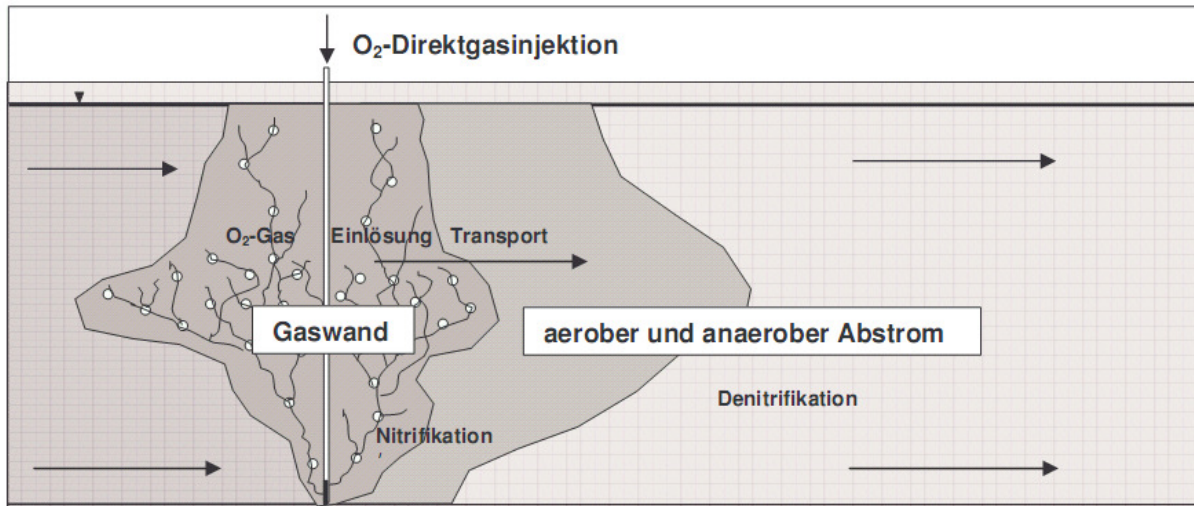 O₂-Direktgasinjektion
O₂-Gas Einlösung Transport
Gaswand
aerober und anaerober Abstrom
Denitrifikation
Nitrifikation